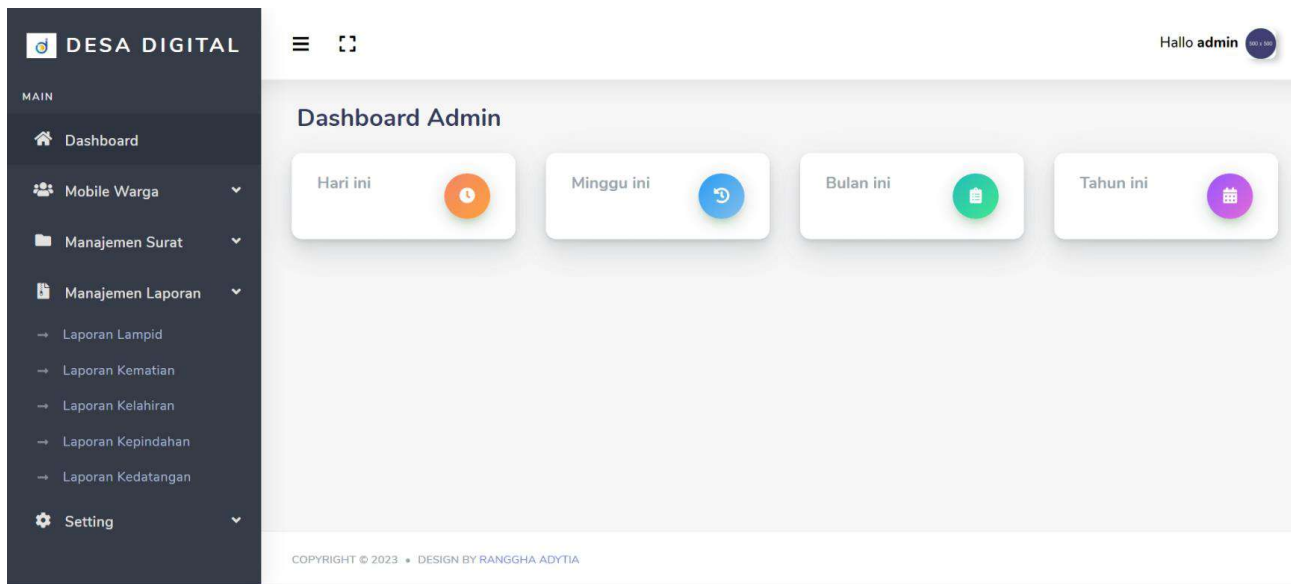 DESA DIGITAL
MAIN
Dashboard
Mobile Warga
Manajemen Surat
Manajemen Laporan
Laporan Lampid
Laporan Kematian
Laporan Kelahiran
Laporan Kepindahan
Laporan Kedatangan
Setting
Hallo admin
500 x 500
Dashboard Admin
Hari ini
Minggu ini
Bulan ini
Tahun ini
COPYRIGHT © 2023 • DESIGN BY RANGGHA ADYTIA